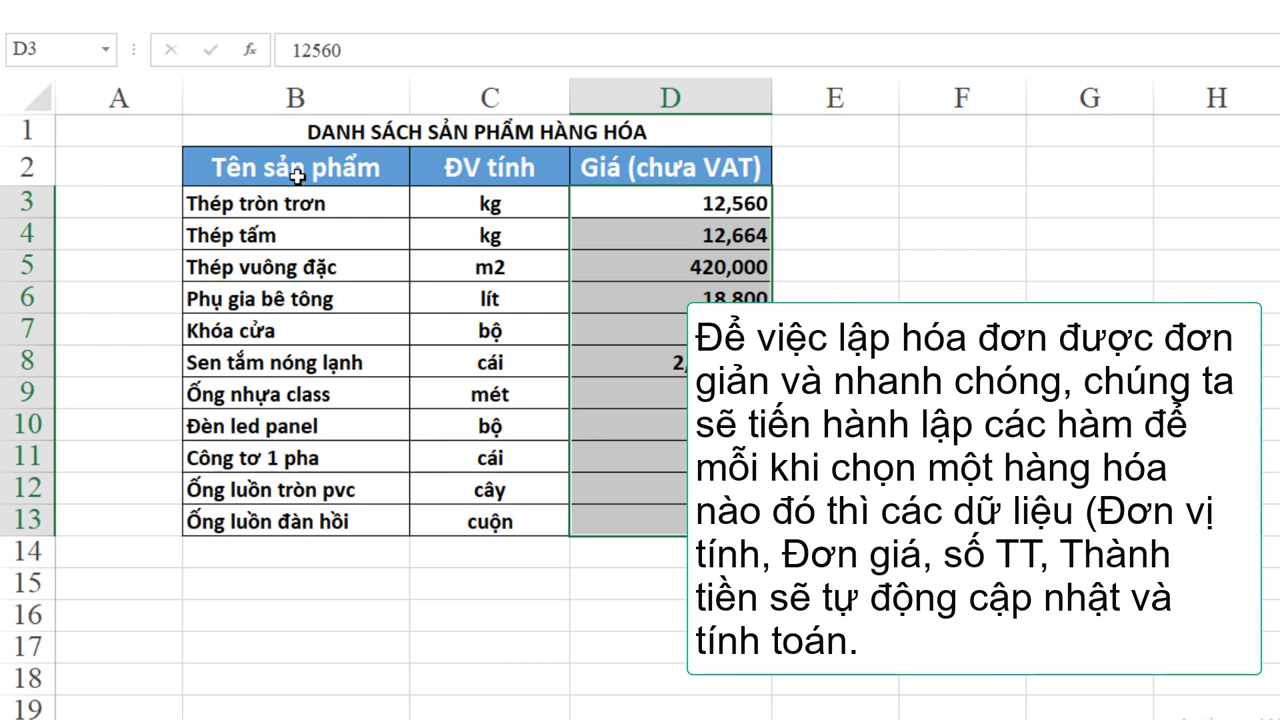 D3 fx 12560
A B C D E F G H
1 DANH SÁCH SẢN PHẨM HÀNG HÓA
2 Tên sản phẩm ĐV tính Giá (chưa VAT)
3 Thép tròn trơn kg 12,560
4 Thép tấm kg 12,664
5 Thép vuông đặc m2 420,000
6 Phụ gia bê tông lít 18,800
7 Khóa cửa bộ
8 Sen tắm nóng lạnh cái 2,
9 Ống nhựa class mét
10 Đèn led panel bộ
11 Công tơ 1 pha cái
12 Ống luồn tròn pvc cây
13 Ống luồn đàn hồi cuộn
14
15
16
17
18
19
Để việc lập hóa đơn được đơn
giản và nhanh chóng, chúng ta
sẽ tiến hành lập các hàm để
mỗi khi chọn một hàng hóa
nào đó thì các dữ liệu (Đơn vị
tính, Đơn giá, số TT, Thành
tiền sẽ tự động cập nhật và
tính toán.